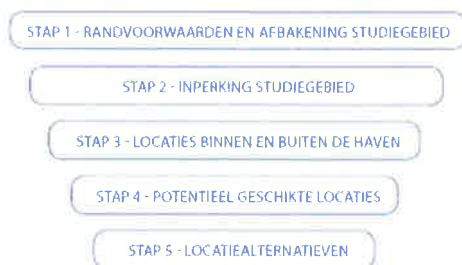 STAP 1 - RANDVOORWAARDEN EN AFBAKENING STUDIEGEBIED
STAP 2 - INPERKING STUDIEGEBIED
STAP 3 - LOCATIES BINNEN EN BUITEN DE HAVEN
STAP 4 - POTENTIEEL GESCHIKTE LOCATIES
STAP 5 - LOCATIEALTERNATIEVEN